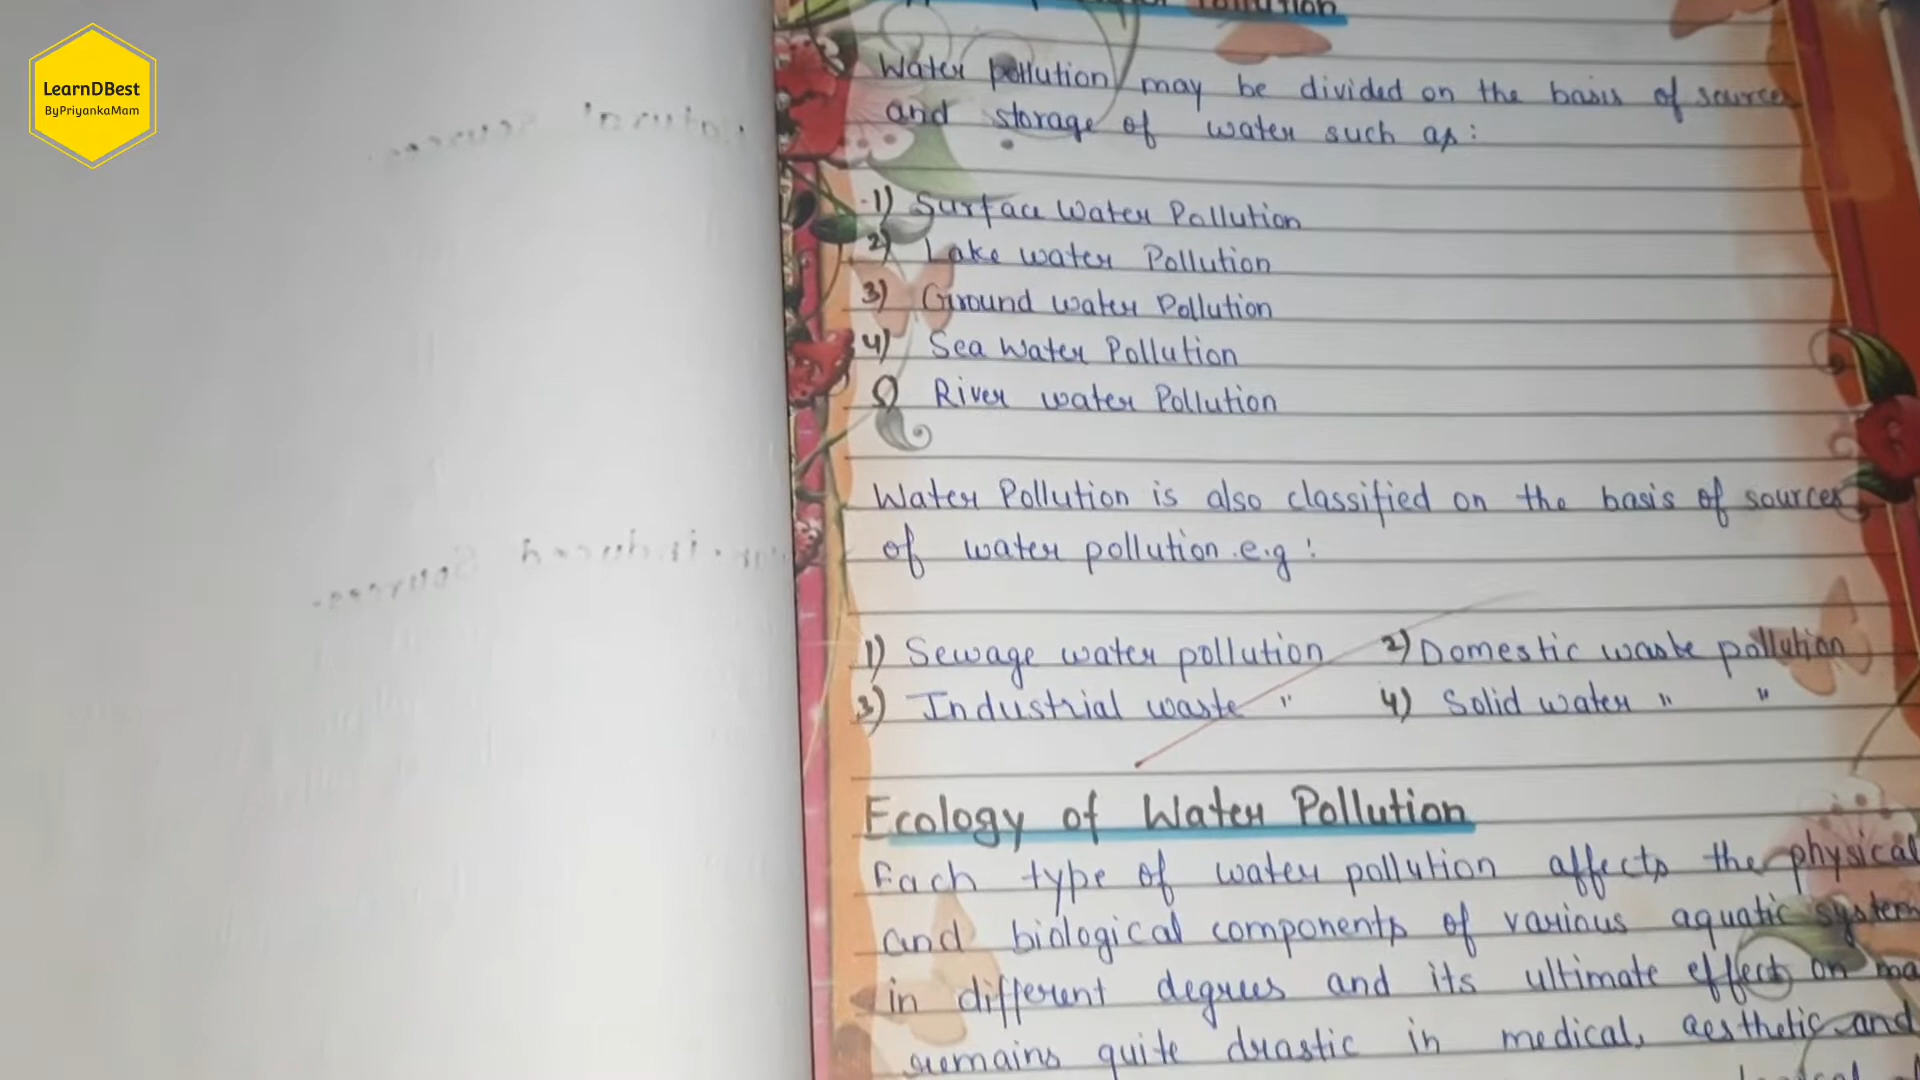 LearnDBest
ByPriyankaMam
Pollution
Water pollution may be divided on the basis of sources
and storage of water such as:
1) Surface Water Pollution
2) Lake water Pollution
3) Ground water Pollution
4) Sea Water Pollution
5) River water Pollution
Water Pollution is also classified on the basis of sources
of water pollution. e.g :
1) Sewage water pollution 2) Domestic waste pollution
3) Industrial waste " 4) Solid water " "
Ecology of Water Pollution
Each type of water pollution affects the physical
and biological components of various aquatic system
in different degrees and its ultimate effect on ma
remains quite drastic in medical, aesthetic and